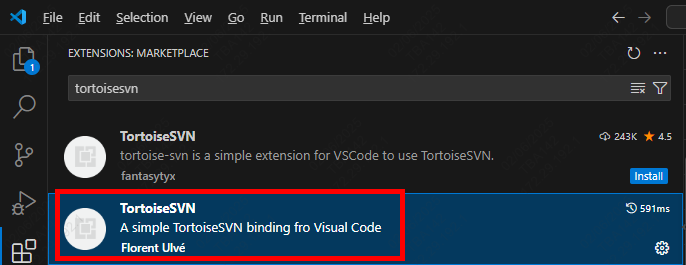 File Edit Selection View Go Run Terminal Help
EXTENSIONS: MARKETPLACE
1
tortoisesvn
TortoiseSVN 243K 4.5
tortoise-svn is a simple extension for VSCode to use TortoiseSVN.
fantasytyx Install
TortoiseSVN 591ms
A simple TortoiseSVN binding fro Visual Code
Florent Ulvé